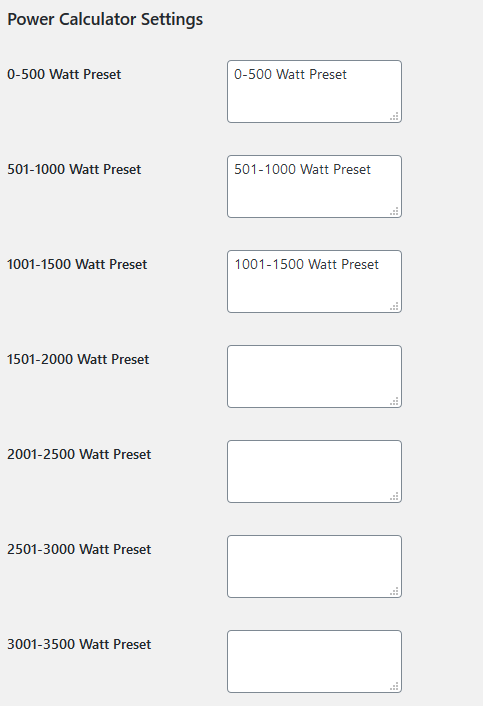 Power Calculator Settings
0-500 Watt Preset
0-500 Watt Preset
501-1000 Watt Preset
501-1000 Watt Preset
1001-1500 Watt Preset
1001-1500 Watt Preset
1501-2000 Watt Preset
2001-2500 Watt Preset
2501-3000 Watt Preset
3001-3500 Watt Preset